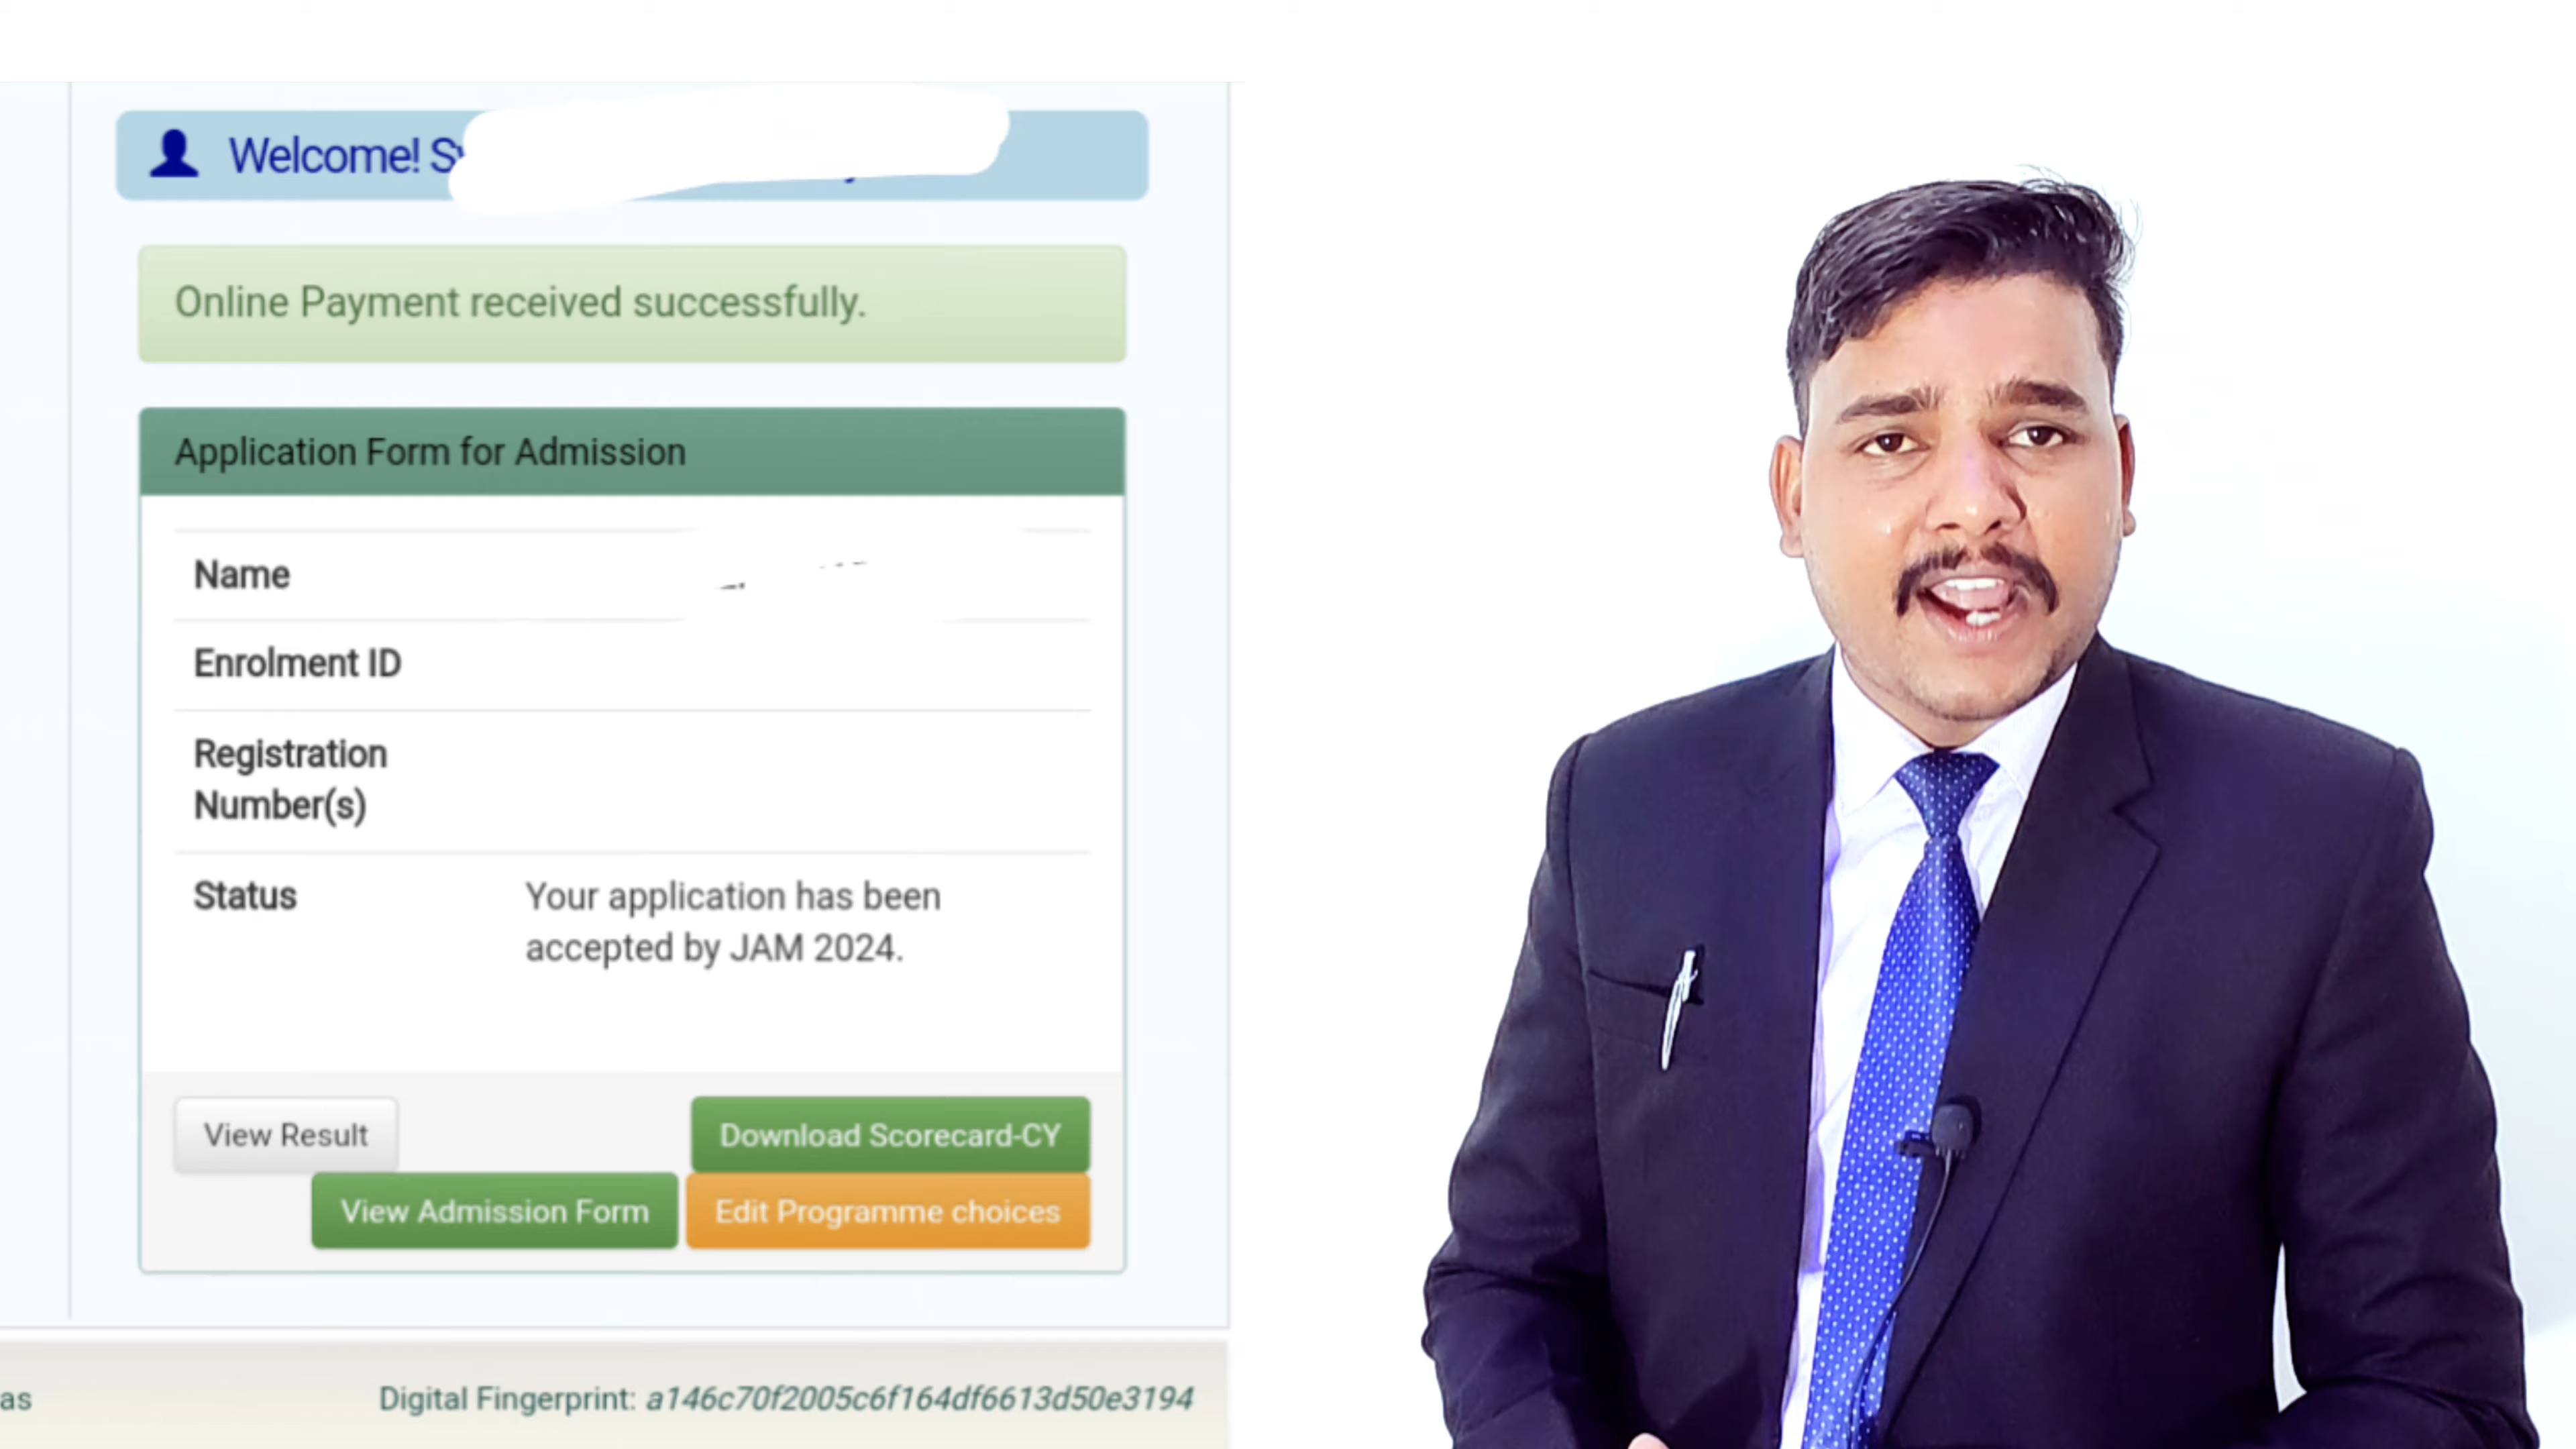 Welcome! S
Online Payment received successfully.
Application Form for Admission
Name
Enrolment ID
Registration
Number(s)
Status
Your application has been
accepted by JAM 2024.
View Result
Download Scorecard-CY
View Admission Form
Edit Programme choices
as
Digital Fingerprint: a146c70f2005c6f164df6613d50e3194